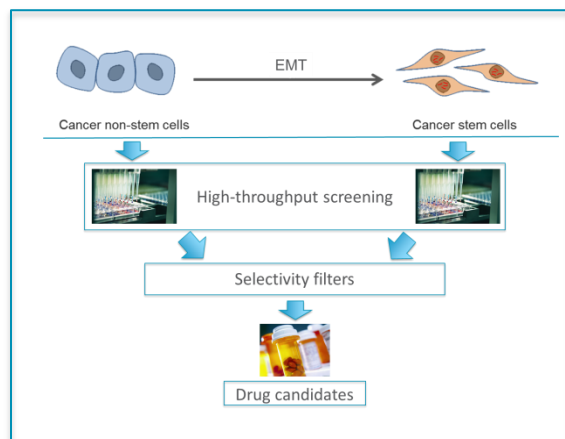 EMT
Cancer non-stem cells
Cancer stem cells
High-throughput screening
Selectivity filters
Drug candidates